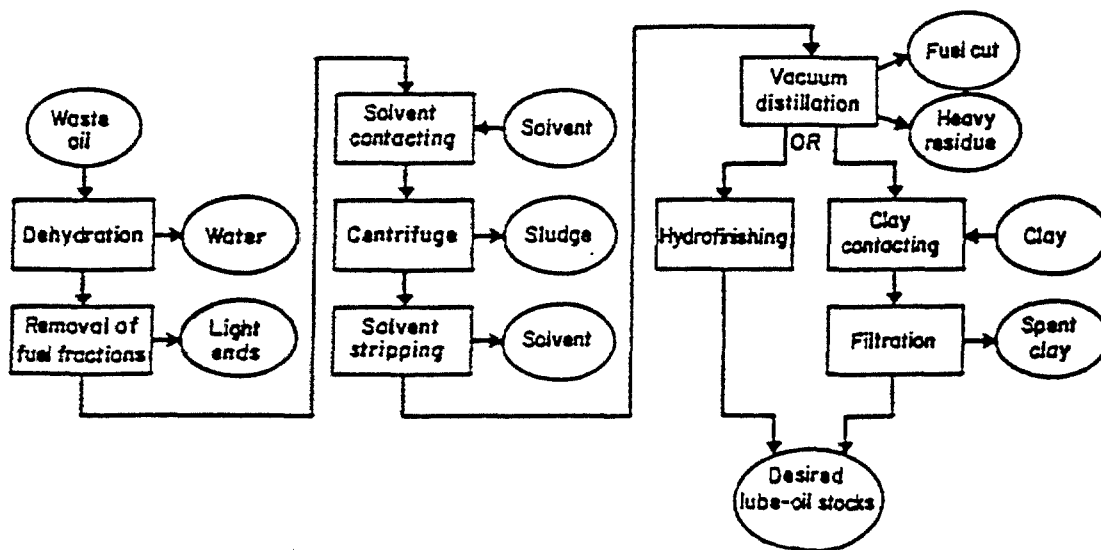 Waste
oil
Dehydration
Water
Removal of
fuel fractions
Light
ends
Solvent
contacting
Solvent
Centrifuge
Sludge
Solvent
stripping
Solvent
Vacuum
distillation
Fuel cut
Heavy
residue
OR
Hydrofinishing
Clay
contacting
Clay
Filtration
Spent
clay
Desired
lube-oil stocks